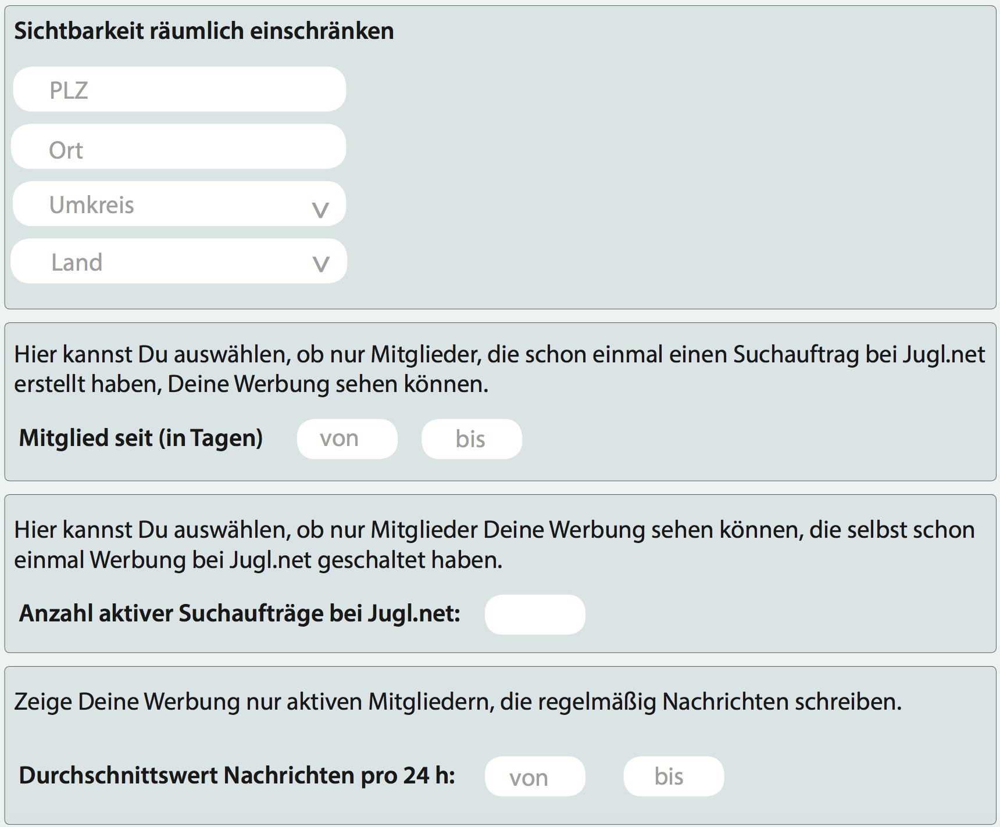 Sichtbarkeit räumlich einschränken
PLZ
Ort
Umkreis
Land
Hier kannst Du auswählen, ob nur Mitglieder, die schon einmal einen Suchauftrag bei Jugl.net
erstellt haben, Deine Werbung sehen können.
Mitglied seit (in Tagen) von bis
Hier kannst Du auswählen, ob nur Mitglieder Deine Werbung sehen können, die selbst schon
einmal Werbung bei Jugl.net geschaltet haben.
Anzahl aktiver Suchaufträge bei Jugl.net:
Zeige Deine Werbung nur aktiven Mitgliedern, die regelmäßig Nachrichten schreiben.
Durchschnittswert Nachrichten pro 24 h: von bis